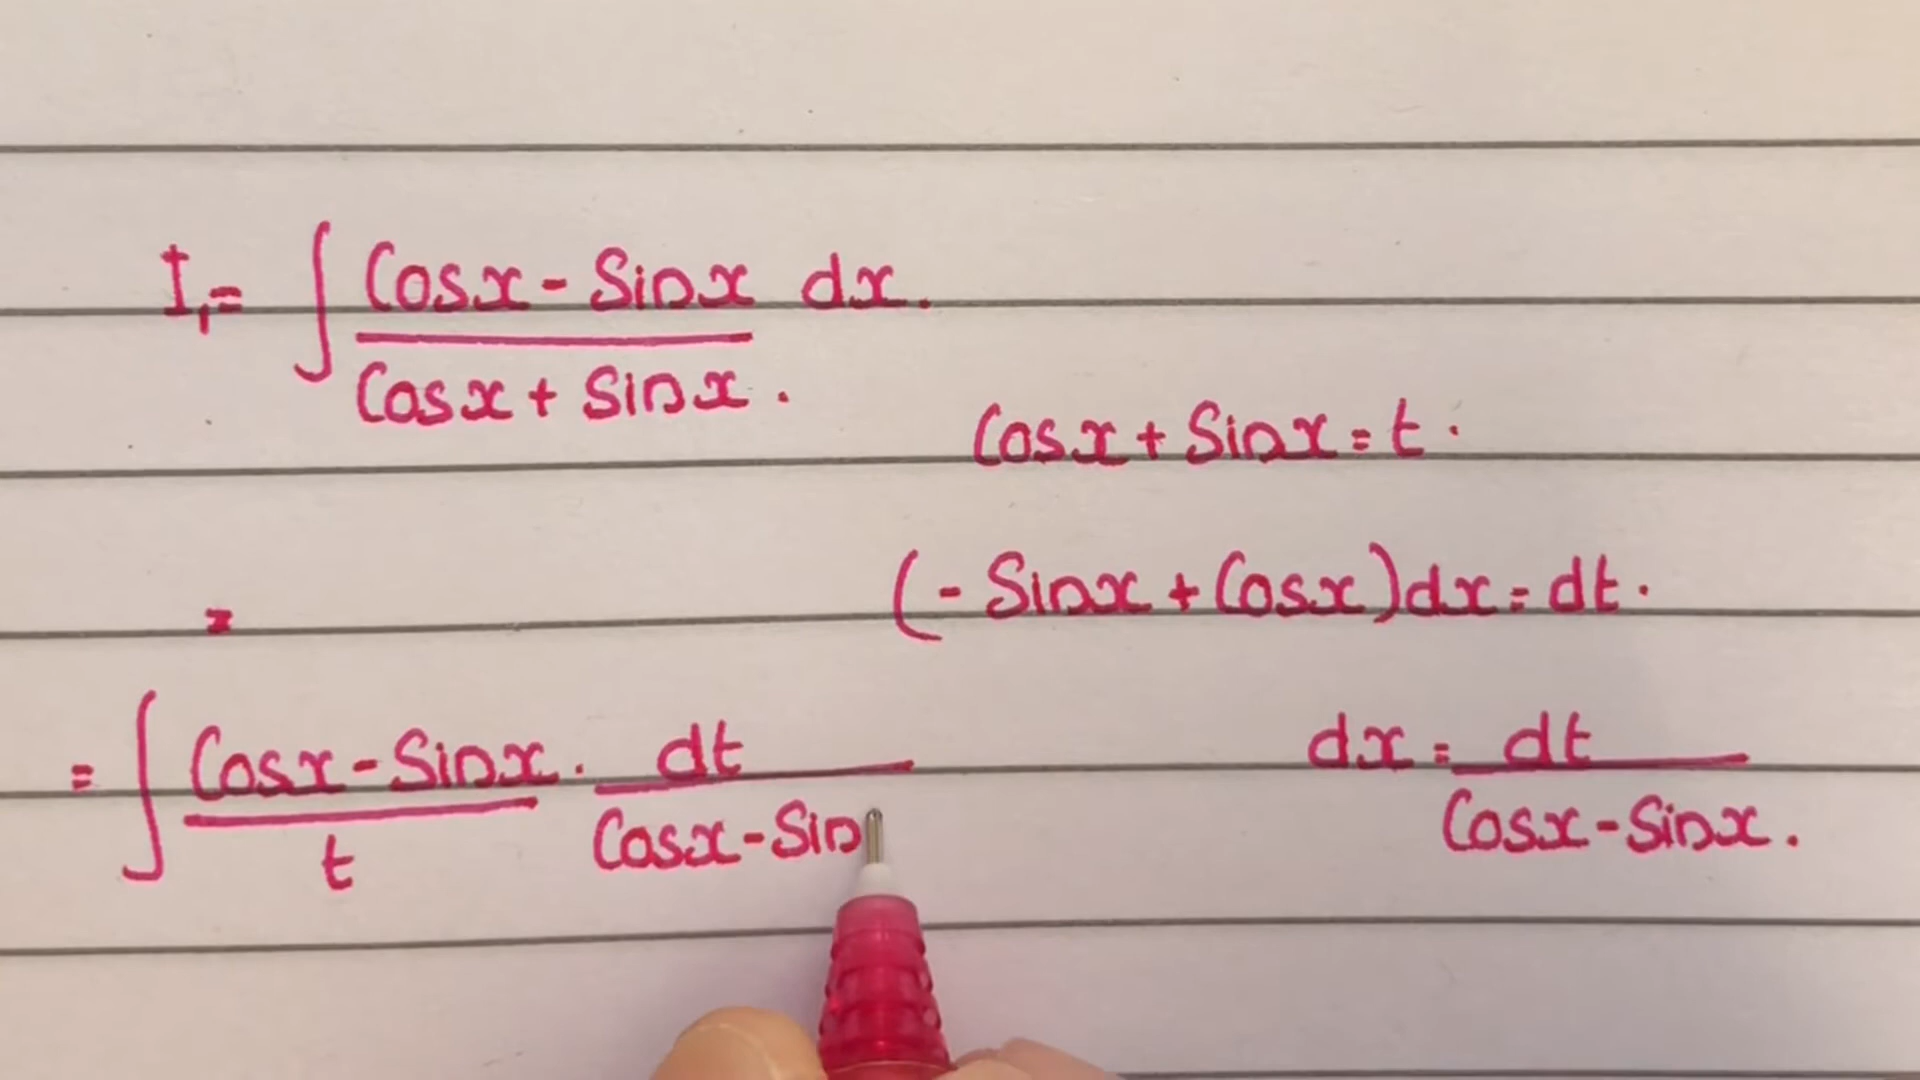 I₁= ∫ Cosx - Sinx dx.
Cosx + Sinx .
Cosx + Sinx = t .
=
(- Sinx + Cosx) dx = dt .
= ∫ Cosx - Sinx . dt
t Cosx - Sin
dx = dt
Cosx - Sinx .